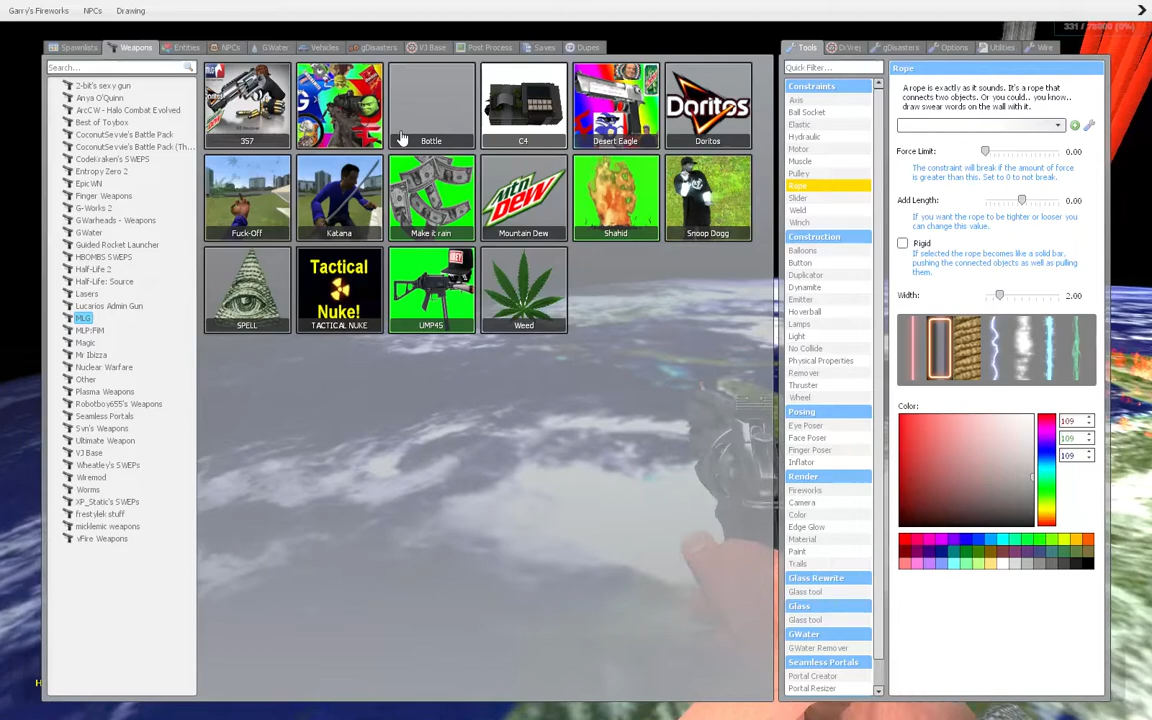 Garry's Fireworks NPCs Drawing
Spawnlists Weapons Entities NPCs GWater Vehicles gDisasters VJ Base Post Process Saves Dupes
Search...
2-bit's sexy gun
Anya O'Quinn
ArcCW - Halo Combat Evolved
Best of Toybox
CoconutSevvie's Battle Pack
CoconutSevvie's Battle Pack (Th...
CodeKraken's SWEPS
Entropy Zero 2
EpicWN
Finger Weapons
G-Works 2
GWarheads - Weapons
GWater
Guided Rocket Launcher
HBOMBS SWEPS
Half-Life 2
Half-Life: Source
Lasers
Lucarios Admin Gun
MLG
MLP:FiM
Magic
Mr Ibizza
Nuclear Warfare
Other
Plasma Weapons
Robotboy655's Weapons
Seamless Portals
Svn's Weapons
Ultimate Weapon
VJ Base
Wheatley's SWEPs
Wiremod
Worms
XP_Static's SWEPs
frestylek stuff
micklemic weapons
vFire Weapons
357
Bottle
C4
Desert Eagle
Doritos
Doritos
Fuck-Off
Katana
Make it rain
mtn DEW
Mountain Dew
Shahid
Snoop Dogg
SPELL
Tactical
Nuke!
TACTICAL NUKE
UMP45
Weed
Tools gDisasters Options Utilities Wire
Quick Filter...
Constraints
Axis
Ball Socket
Elastic
Hydraulic
Motor
Muscle
Pulley
Rope
Slider
Weld
Winch
Construction
Balloons
Button
Duplicator
Dynamite
Emitter
Hoverball
Lamps
Light
No Collide
Physical Properties
Remover
Thruster
Wheel
Posing
Eye Poser
Face Poser
Finger Poser
Inflator
Render
Fireworks
Camera
Color
Edge Glow
Material
Paint
Trails
Glass Rewrite
Glass tool
Glass
Glass tool
GWater
GWater Remover
Seamless Portals
Portal Creator
Portal Resizer
Rope
A rope is exactly as it sounds. It's a rope that
connects two objects. Or you could.. you know..
draw swear words on the wall with it.
Force Limit: 0.00
The constraint will break if the amount of force
is greater than this. Set to 0 to not break.
Add Length: 0.00
If you want the rope to be tighter or looser you
can change this value.
Rigid
If selected the rope becomes like a solid bar,
pushing the connected objects as well as pulling
them.
Width: 2.00
Color:
109
109
109